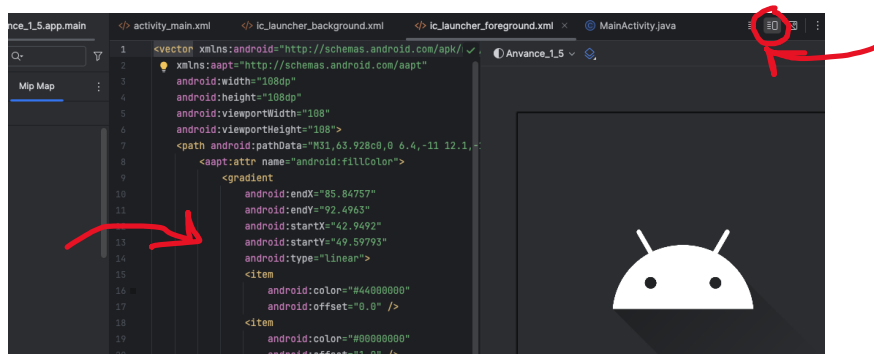 nce_1_5.app.main
activity_main.xml
ic_launcher_background.xml
ic_launcher_foreground.xml
MainActivity.java
Mip Map
Anvance_1_5
1 <vector xmlns:android="http://schemas.android.com/apk/
2 xmlns:aapt="http://schemas.android.com/aapt"
3 android:width="108dp"
4 android:height="108dp"
5 android:viewportWidth="108"
6 android:viewportHeight="108">
7 <path android:pathData="M31,63.928c0,0 6.4,-11 12.1,-
8 <aapt:attr name="android:fillColor">
9 <gradient
10 android:endX="85.84757"
11 android:endY="92.4963"
android:startX="42.9492"
13 android:startY="49.59793"
14 android:type="linear">
15 <item
16 android:color="#44000000"
17 android:offset="0.0" />
18 <item
19 android:color="#00000000"